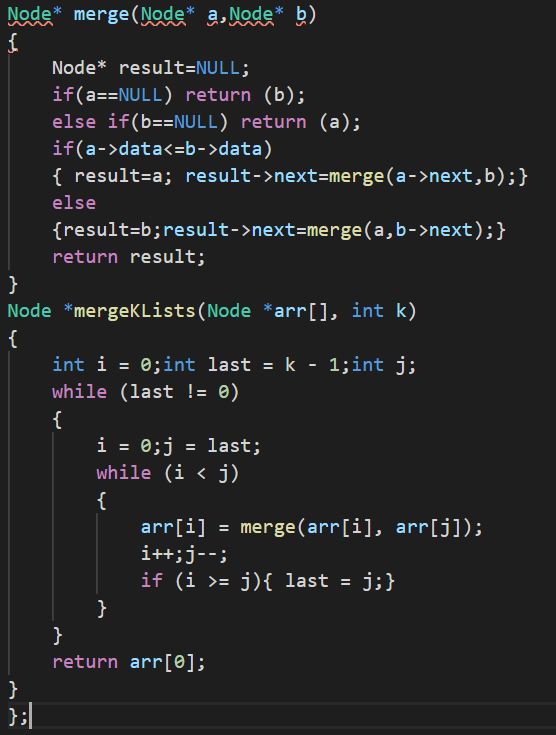 Node* merge(Node* a,Node* b)
{
    Node* result=NULL;
    if(a==NULL) return (b);
    else if(b==NULL) return (a);
    if(a->data<=b->data)
    { result=a; result->next=merge(a->next,b);}
    else
    {result=b;result->next=merge(a,b->next);}
    return result;
}
Node *mergeKLists(Node *arr[], int k)
{
    int i = 0;int last = k - 1;int j;
    while (last != 0)
    {
        i = 0;j = last;
        while (i < j)
        {
            arr[i] = merge(arr[i], arr[j]);
            i++;j--;
            if (i >= j){ last = j;}
        }
    }
    return arr[0];
}
};